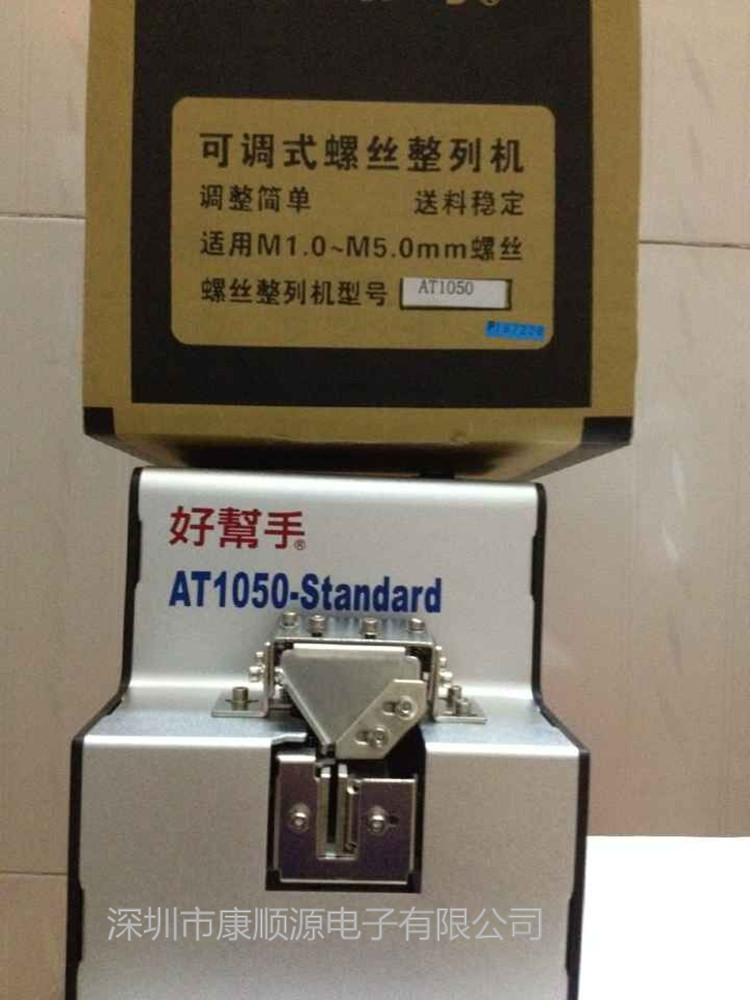 可调式螺丝整列机
调整简单 送料稳定
适用M1.0~M5.0mm螺丝
螺丝整列机型号 AT1050
好幫手®
AT1050-Standard
深圳市康顺源电子有限公司